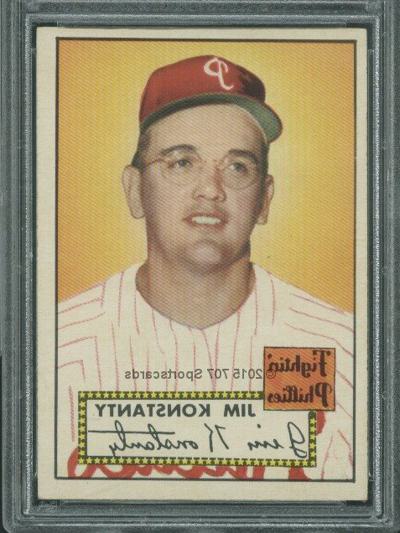 P
© 2015 707 Sportscards
Fightin'
Phillies
JIM KONSTANTY
Jim Konstanty